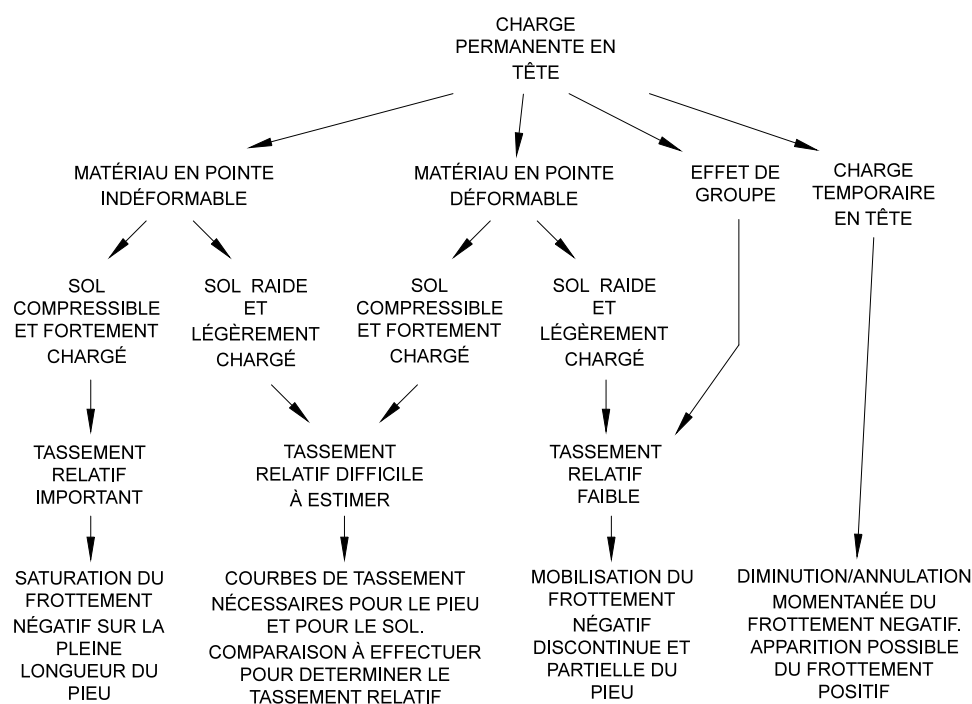 CHARGE
PERMANENTE EN
TÊTE
MATÉRIAU EN POINTE
INDÉFORMABLE
MATÉRIAU EN POINTE
DÉFORMABLE
EFFET DE
GROUPE
CHARGE
TEMPORAIRE
EN TÊTE
SOL
COMPRESSIBLE
ET FORTEMENT
CHARGÉ
SOL RAIDE
ET
LÉGÈREMENT
CHARGÉ
SOL
COMPRESSIBLE
ET FORTEMENT
CHARGÉ
SOL RAIDE
ET
LÉGÈREMENT
CHARGÉ
TASSEMENT
RELATIF
IMPORTANT
TASSEMENT
RELATIF DIFFICILE
À ESTIMER
TASSEMENT
RELATIF
FAIBLE
SATURATION DU
FROTTEMENT
NÉGATIF SUR LA
PLEINE
LONGUEUR DU
PIEU
COURBES DE TASSEMENT
NÉCESSAIRES POUR LE PIEU
ET POUR LE SOL.
COMPARAISON À EFFECTUER
POUR DETERMINER LE
TASSEMENT RELATIF
MOBILISATION DU
FROTTEMENT
NÉGATIF
DISCONTINUE ET
PARTIELLE DU
PIEU
DIMINUTION/ANNULATION
MOMENTANÉE DU
FROTTEMENT NEGATIF.
APPARITION POSSIBLE
DU FROTTEMENT
POSITIF